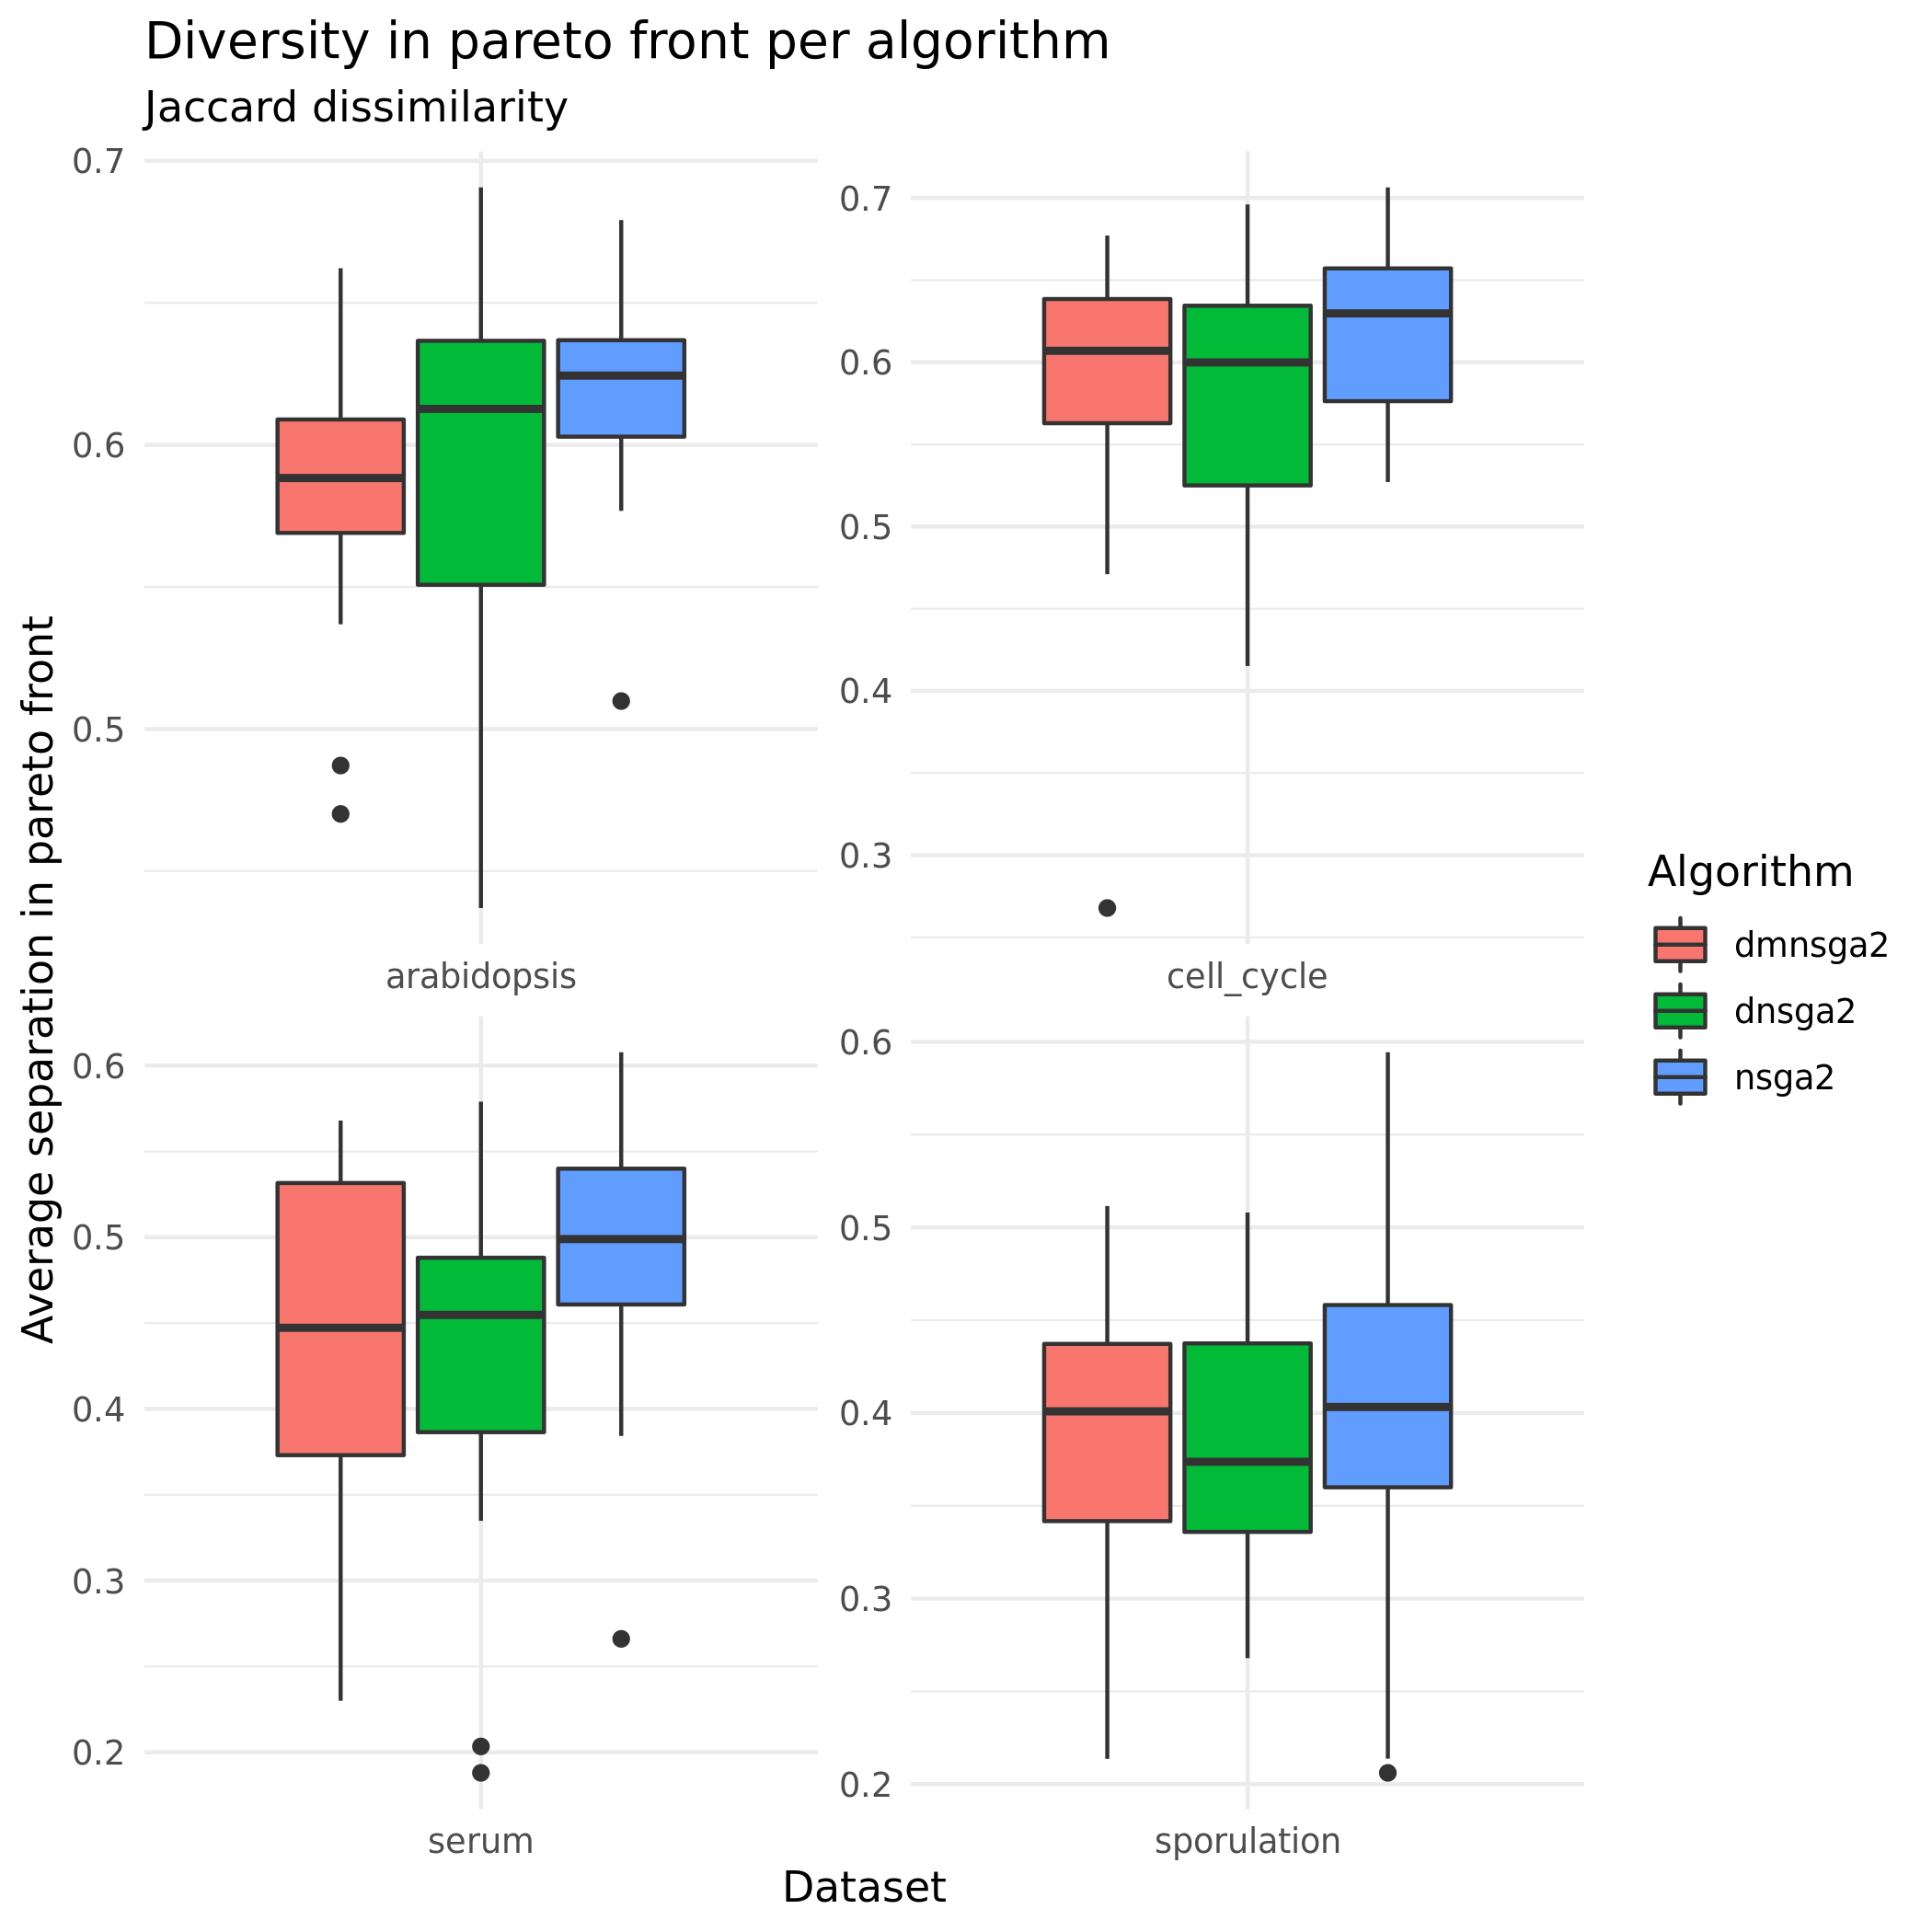 Diversity in pareto front per algorithm
Jaccard dissimilarity
Average separation in pareto front
0.7
0.6
0.5
arabidopsis
0.7
0.6
0.5
0.4
0.3
cell_cycle
0.6
0.5
0.4
0.3
0.2
serum
0.6
0.5
0.4
0.3
0.2
sporulation
Dataset
Algorithm
dmnsga2
dnsga2
nsga2